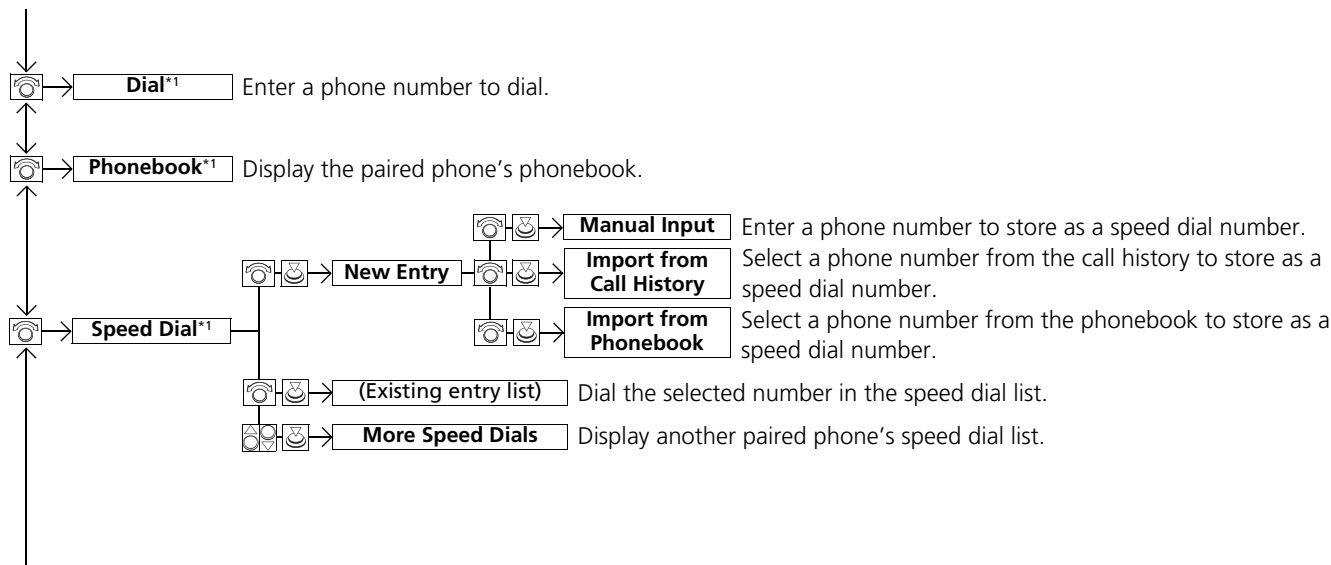 Dial*1 Enter a phone number to dial.
Phonebook*1 Display the paired phone’s phonebook.
Manual Input Enter a phone number to store as a speed dial number.
New Entry
Import from
Call History
Select a phone number from the call history to store as a
speed dial number.
Speed Dial*1
Import from
Phonebook
Select a phone number from the phonebook to store as a
speed dial number.
(Existing entry list) Dial the selected number in the speed dial list.
More Speed Dials Display another paired phone’s speed dial list.